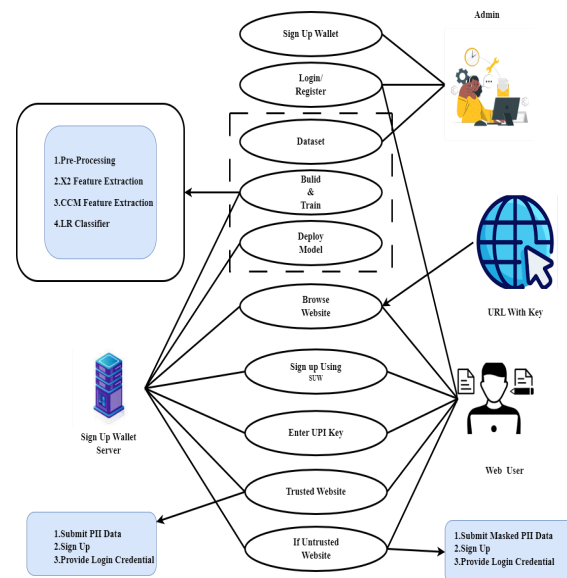 Admin
Sign Up Wallet
Login/
Register
Dataset
1.Pre-Processing
2.X2 Feature Extraction
3.CCM Feature Extraction
4.LR Classifier
Bulid
&
Train
Deploy
Model
Browse
Website
URL With Key
Sign up Using
SUW
Sign Up Wallet
Server
Enter UPI Key
Web User
Trusted Website
1.Submit PII Data
2.Sign Up
3.Provide Login Credential
If Untrusted
Website
1.Submit Masked PII Data
2.Sign Up
3.Provide Login Credential